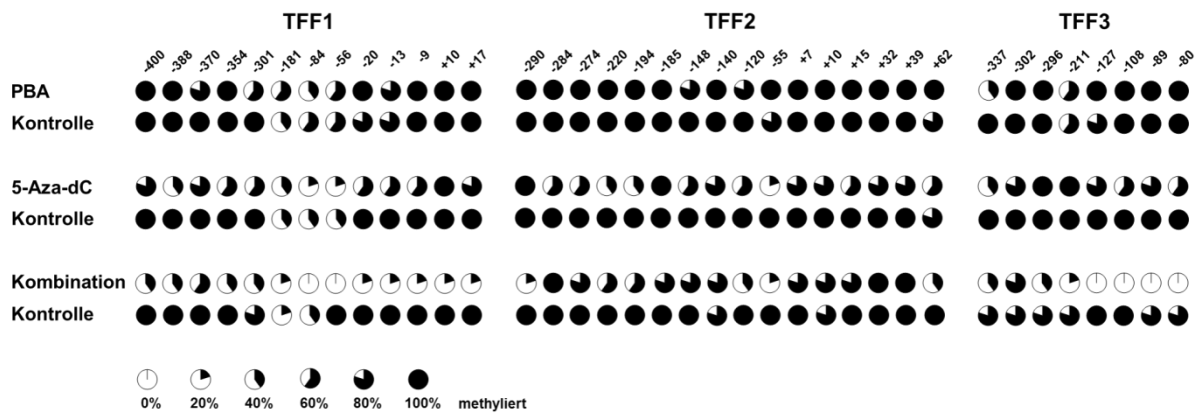 TFF1 TFF2 TFF3
-400 -388 -370 -354 -301 -181 -84 -56 -20 -13 -9 +10 +17 -290 -284 -274 -220 -194 -185 -148 -140 -120 -55 +7 +10 +15 +32 +39 +62 -337 -302 -296 -211 -127 -108 -89 -80
PBA
Kontrolle
5-Aza-dC
Kontrolle
Kombination
Kontrolle
0% 20% 40% 60% 80% 100% methyliert